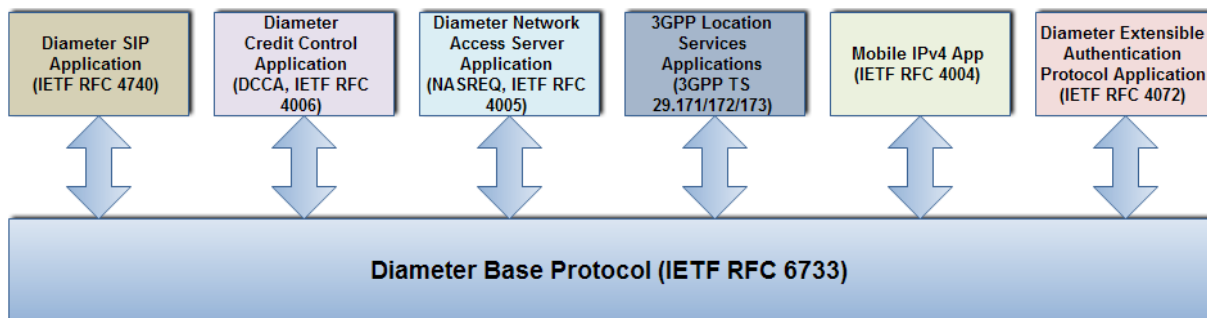 Diameter SIP
Application
(IETF RFC 4740)
Diameter
Credit Control
Application
(DCCA, IETF RFC
4006)
Diameter Network
Access Server
Application
(NASREQ, IETF RFC
4005)
3GPP Location
Services
Applications
(3GPP TS
29.171/172/173)
Mobile IPv4 App
(IETF RFC 4004)
Diameter Extensible
Authentication
Protocol Application
(IETF RFC 4072)
Diameter Base Protocol (IETF RFC 6733)